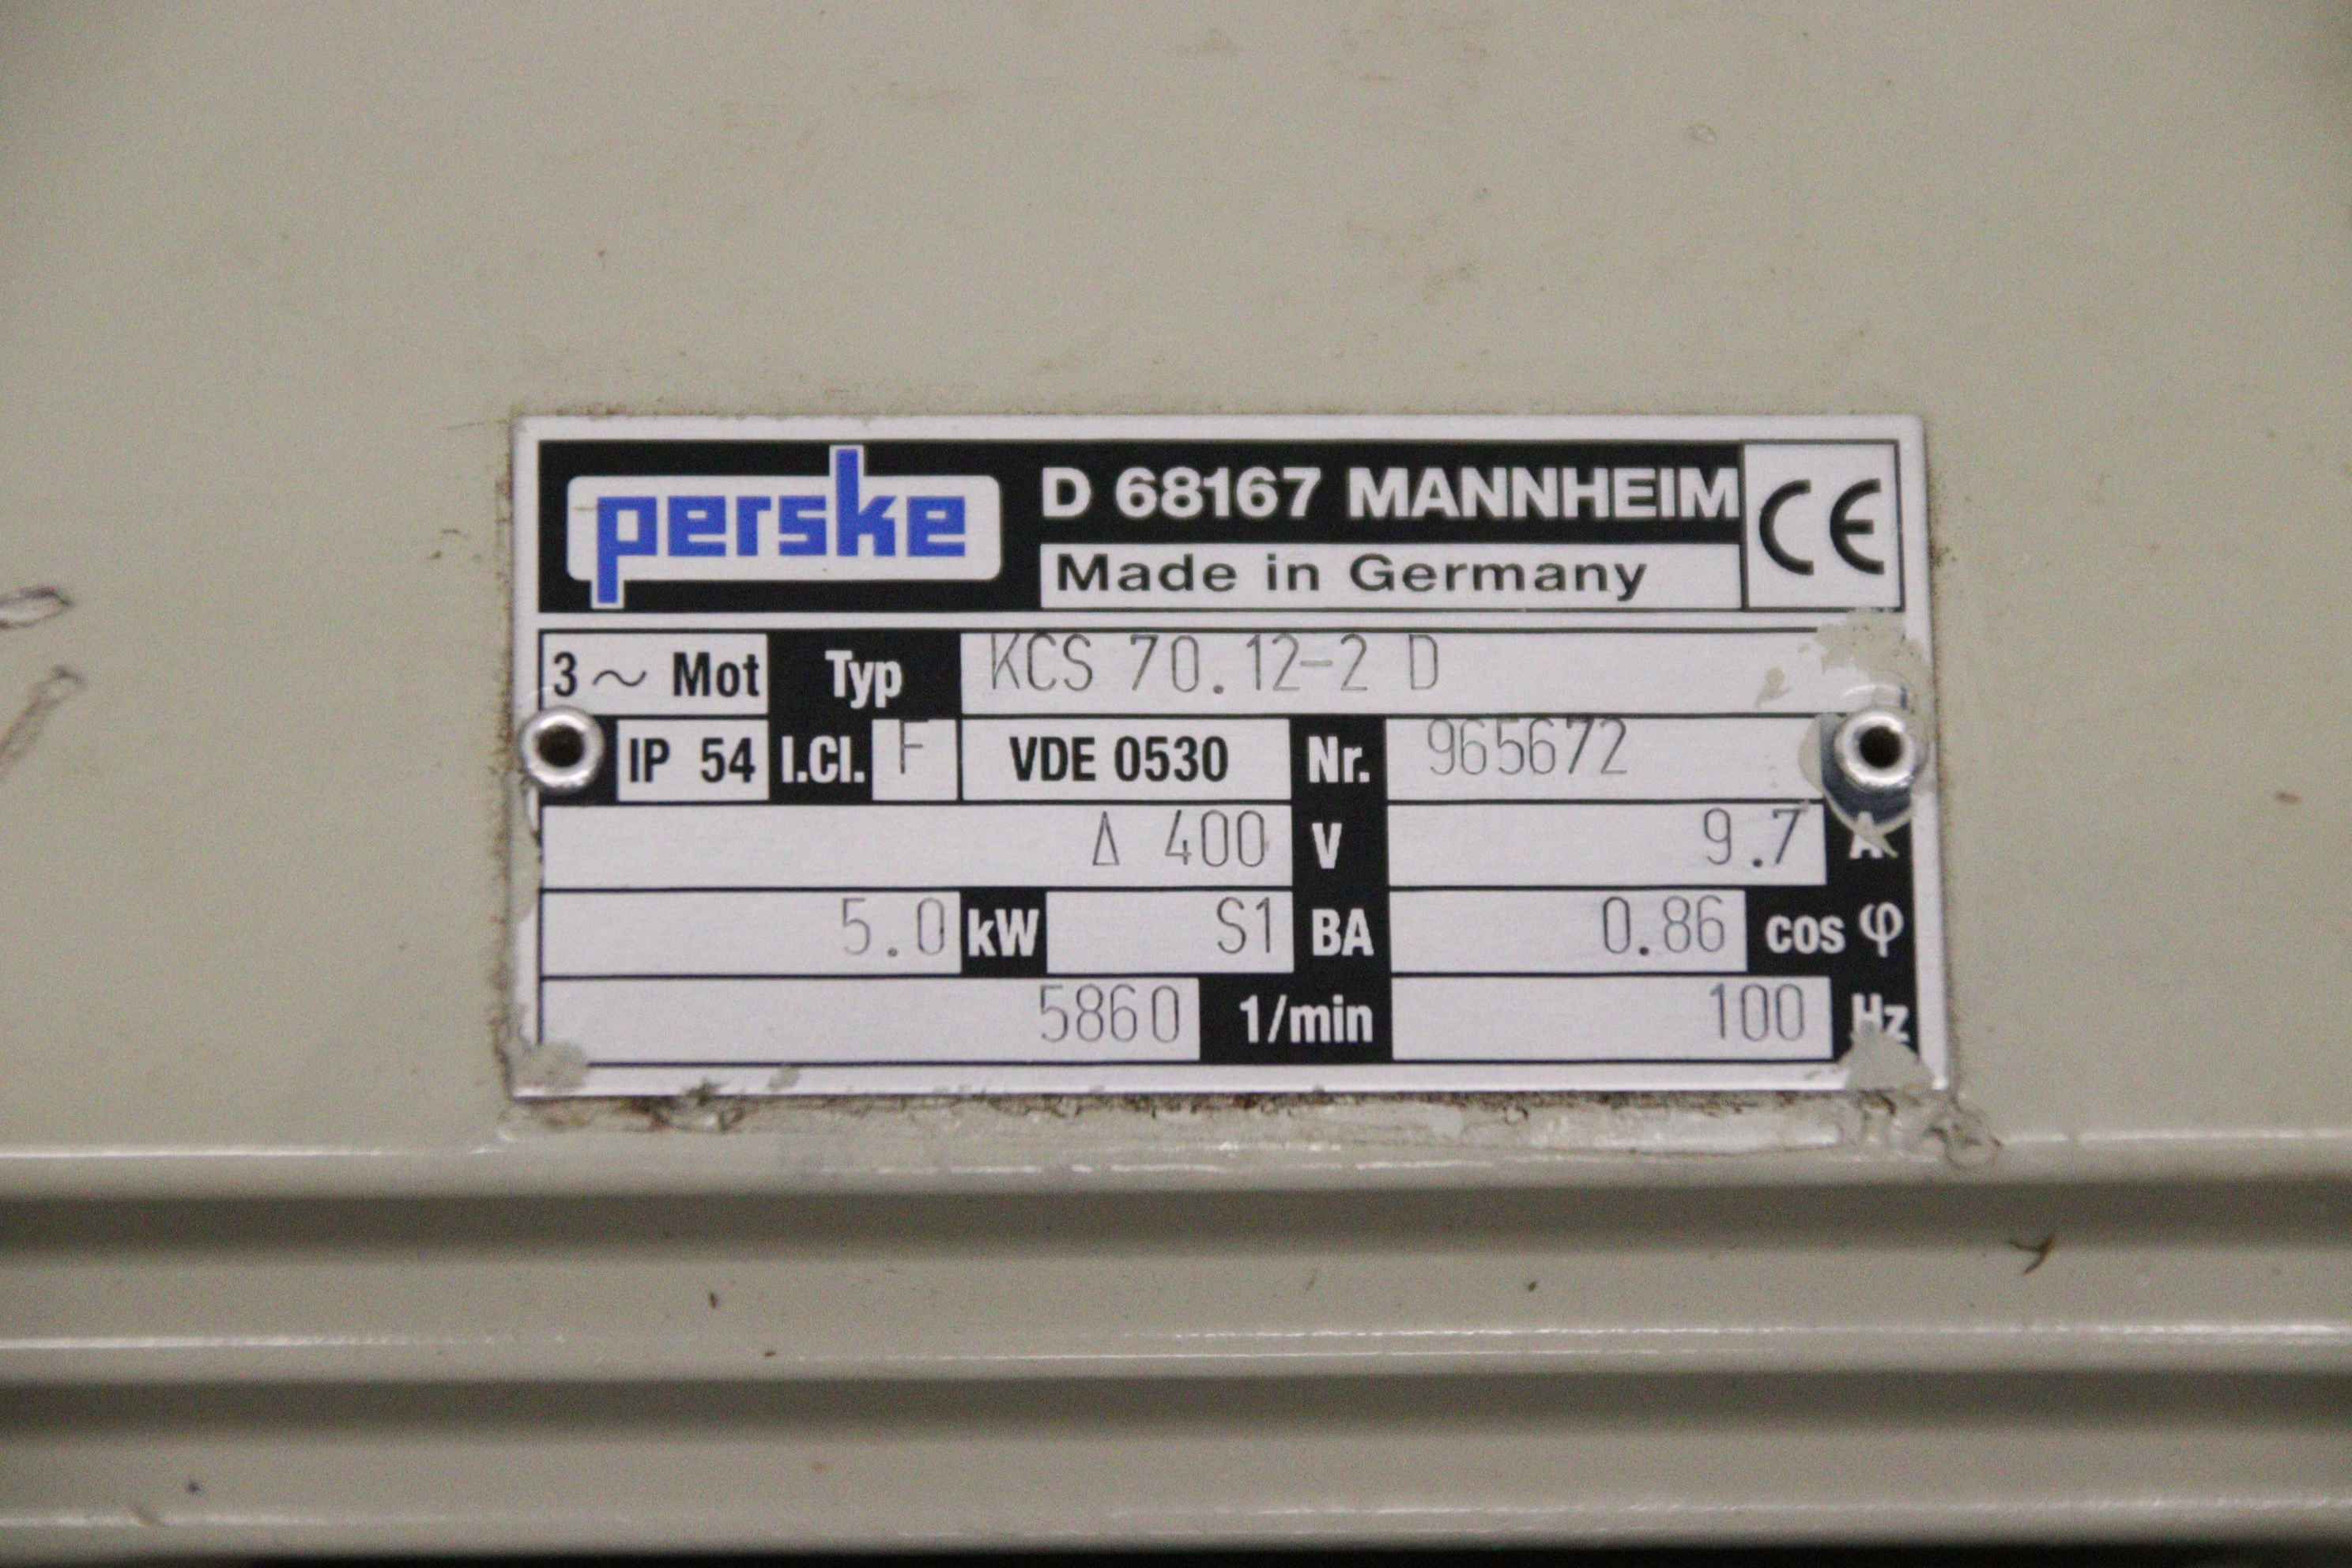 perske D 68167 MANNHEIM CE
Made in Germany
3 ~ Mot Typ KCS 70.12-2 D
IP 54 I.Cl. F VDE 0530 Nr. 965672
Δ 400 V 9.7 A
5.0 kW S1 BA 0.86 cos φ
5860 1/min 100 Hz